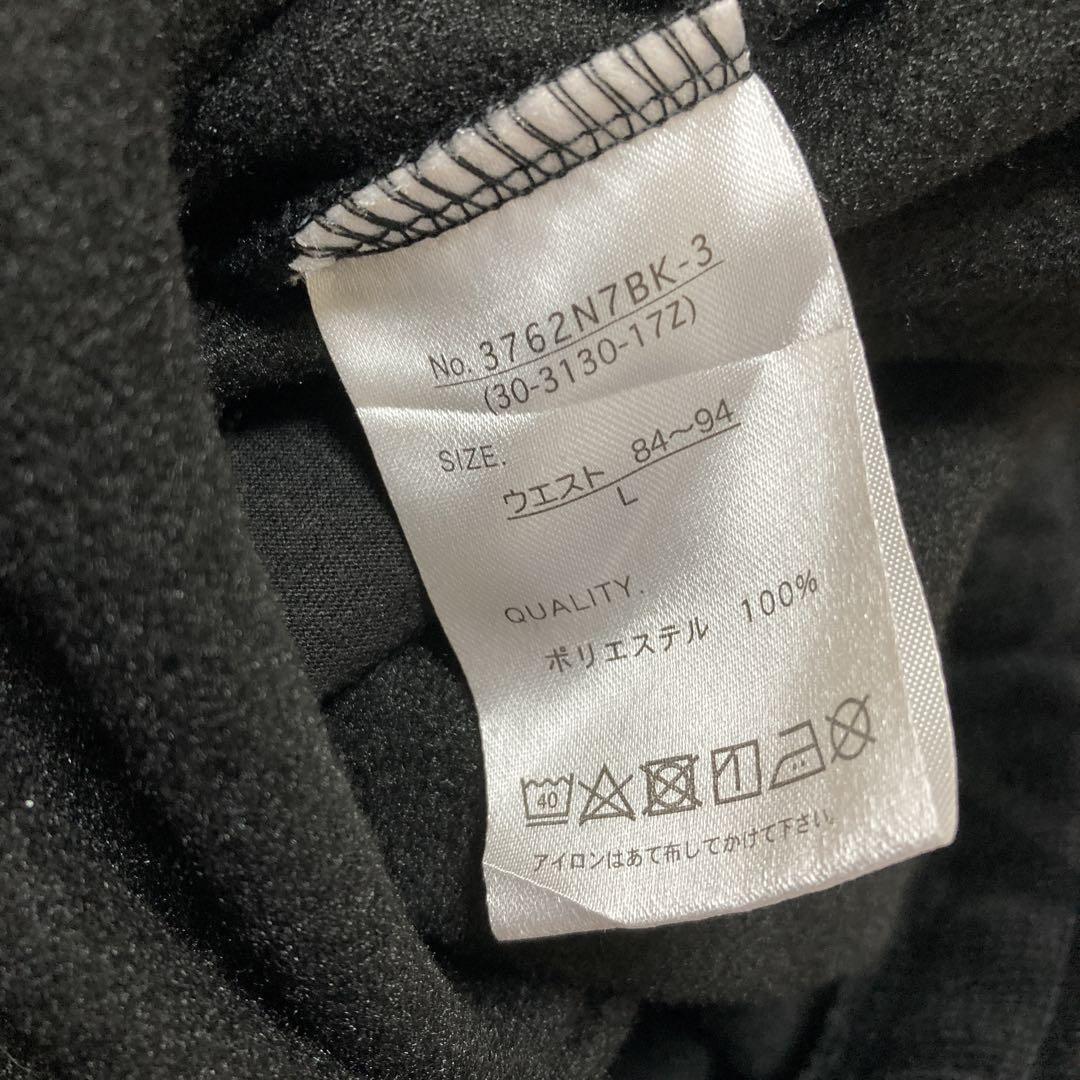 No. 3762N7BK-3
(30-3130-17Z)
SIZE.
ウエスト 84〜94
L
QUALITY.
ポリエステル 100%
40
アイロンはあて布してかけて下さい。